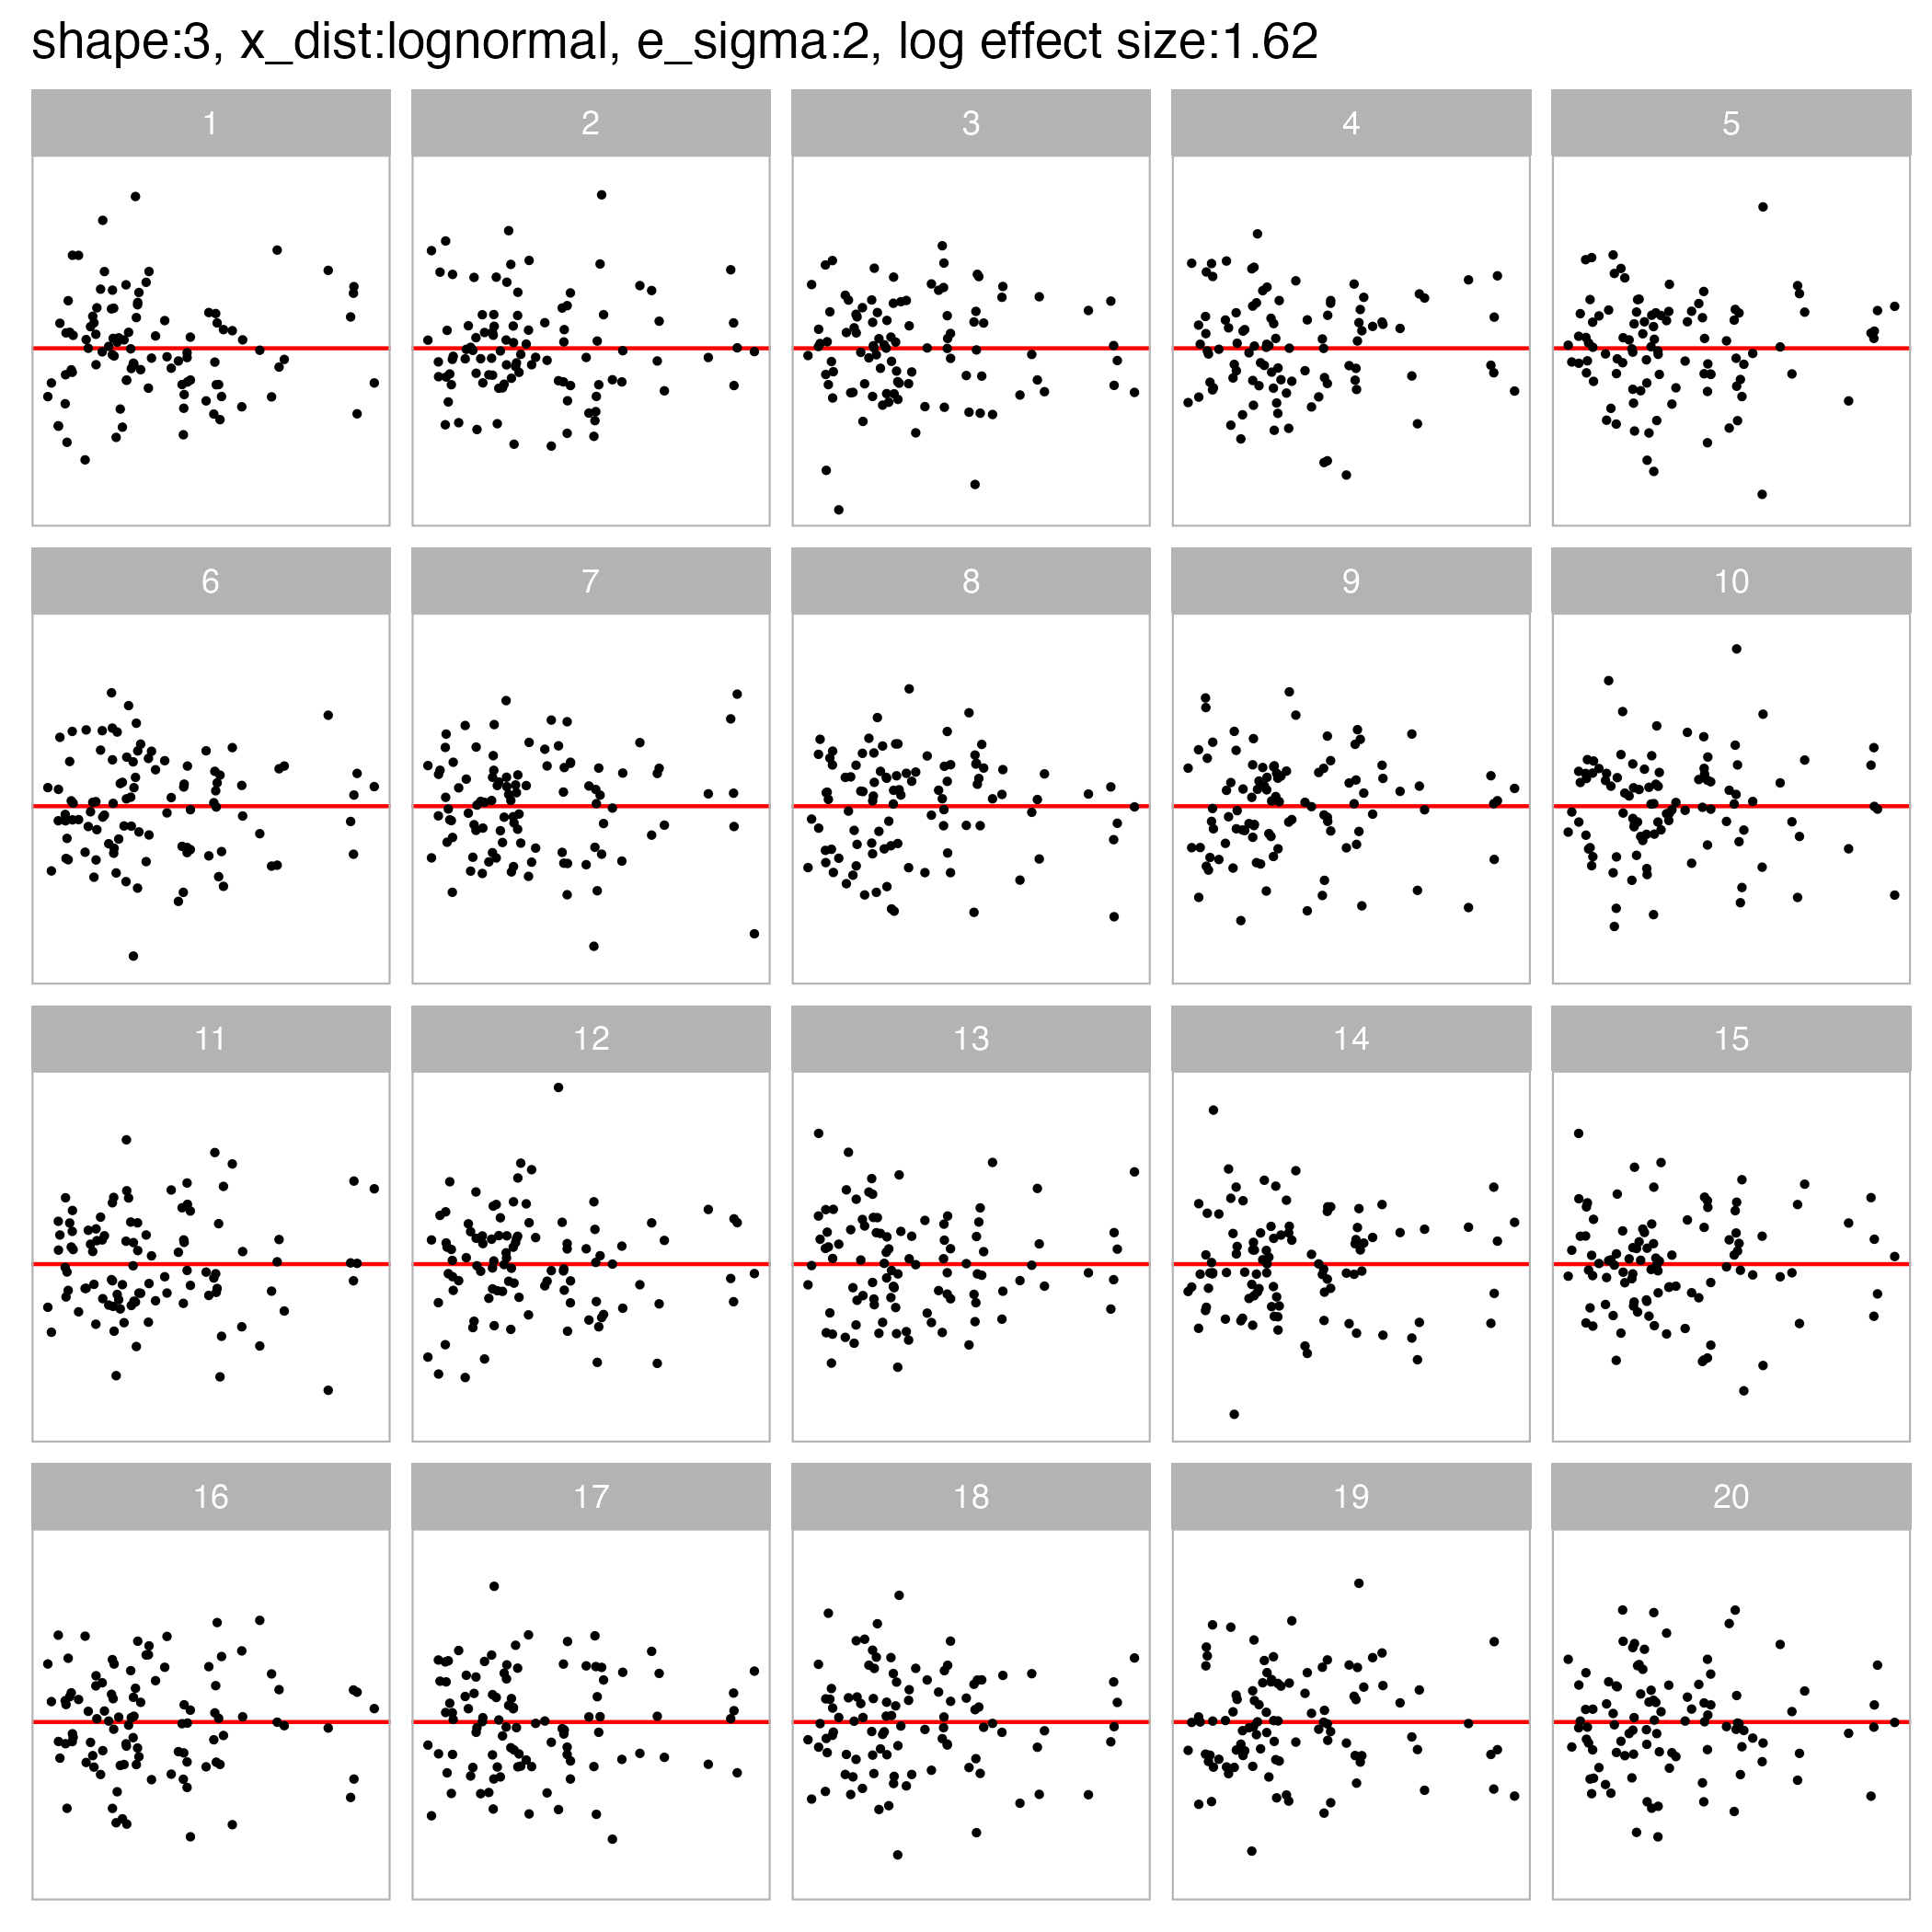 shape:3, x_dist:lognormal, e_sigma:2, log effect size:1.62
1 2 3 4 5
6 7 8 9 10
11 12 13 14 15
16 17 18 19 20